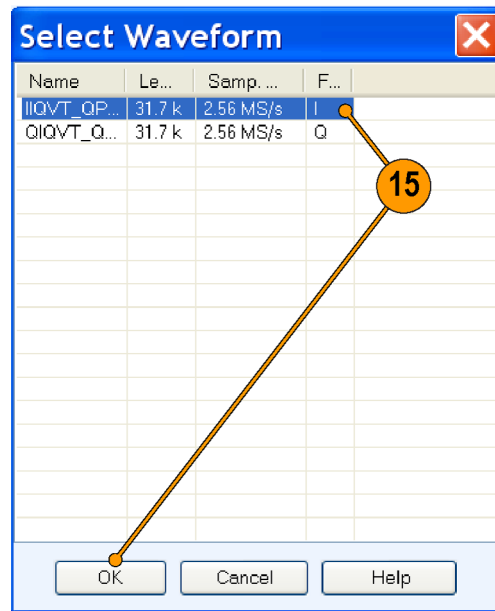 Select Waveform
Name Le... Samp. ... F...
IIQVT_QP... 31.7 k 2.56 MS/s I
QIQVT_Q... 31.7 k 2.56 MS/s Q
15
OK Cancel Help